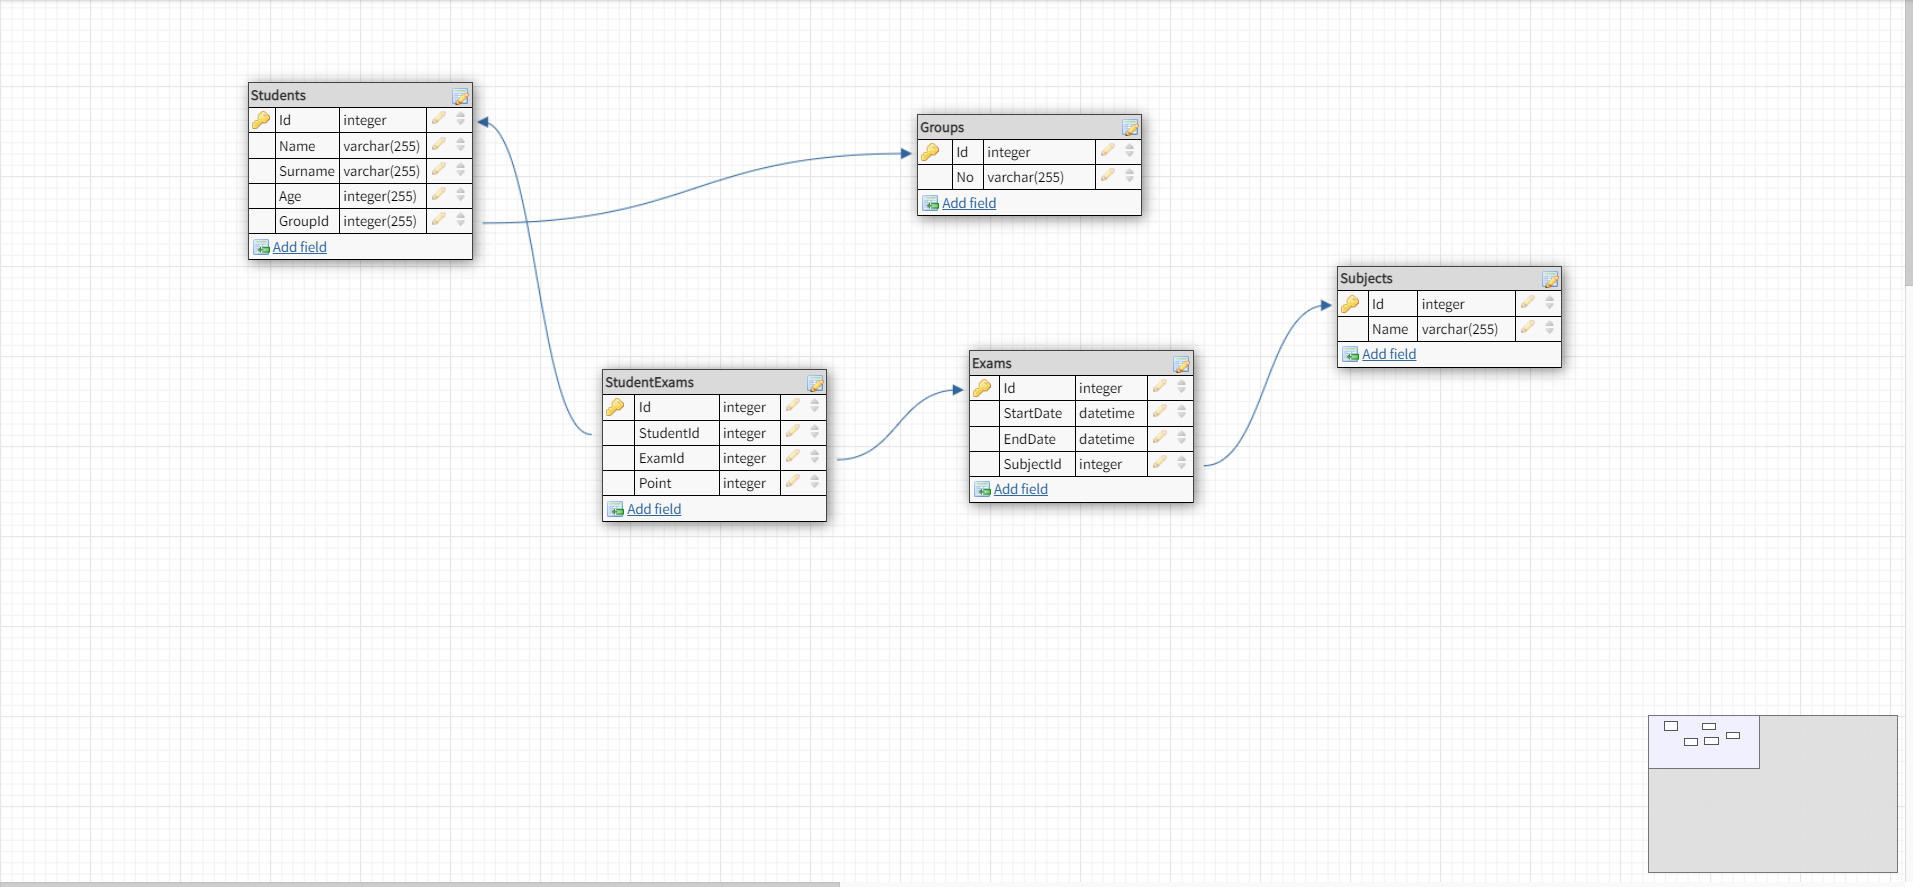 Students
Id integer
Name varchar(255)
Surname varchar(255)
Age integer(255)
GroupId integer(255)
Add field
Groups
Id integer
No varchar(255)
Add field
Subjects
Id integer
Name varchar(255)
Add field
StudentExams
Id integer
StudentId integer
ExamId integer
Point integer
Add field
Exams
Id integer
StartDate datetime
EndDate datetime
SubjectId integer
Add field